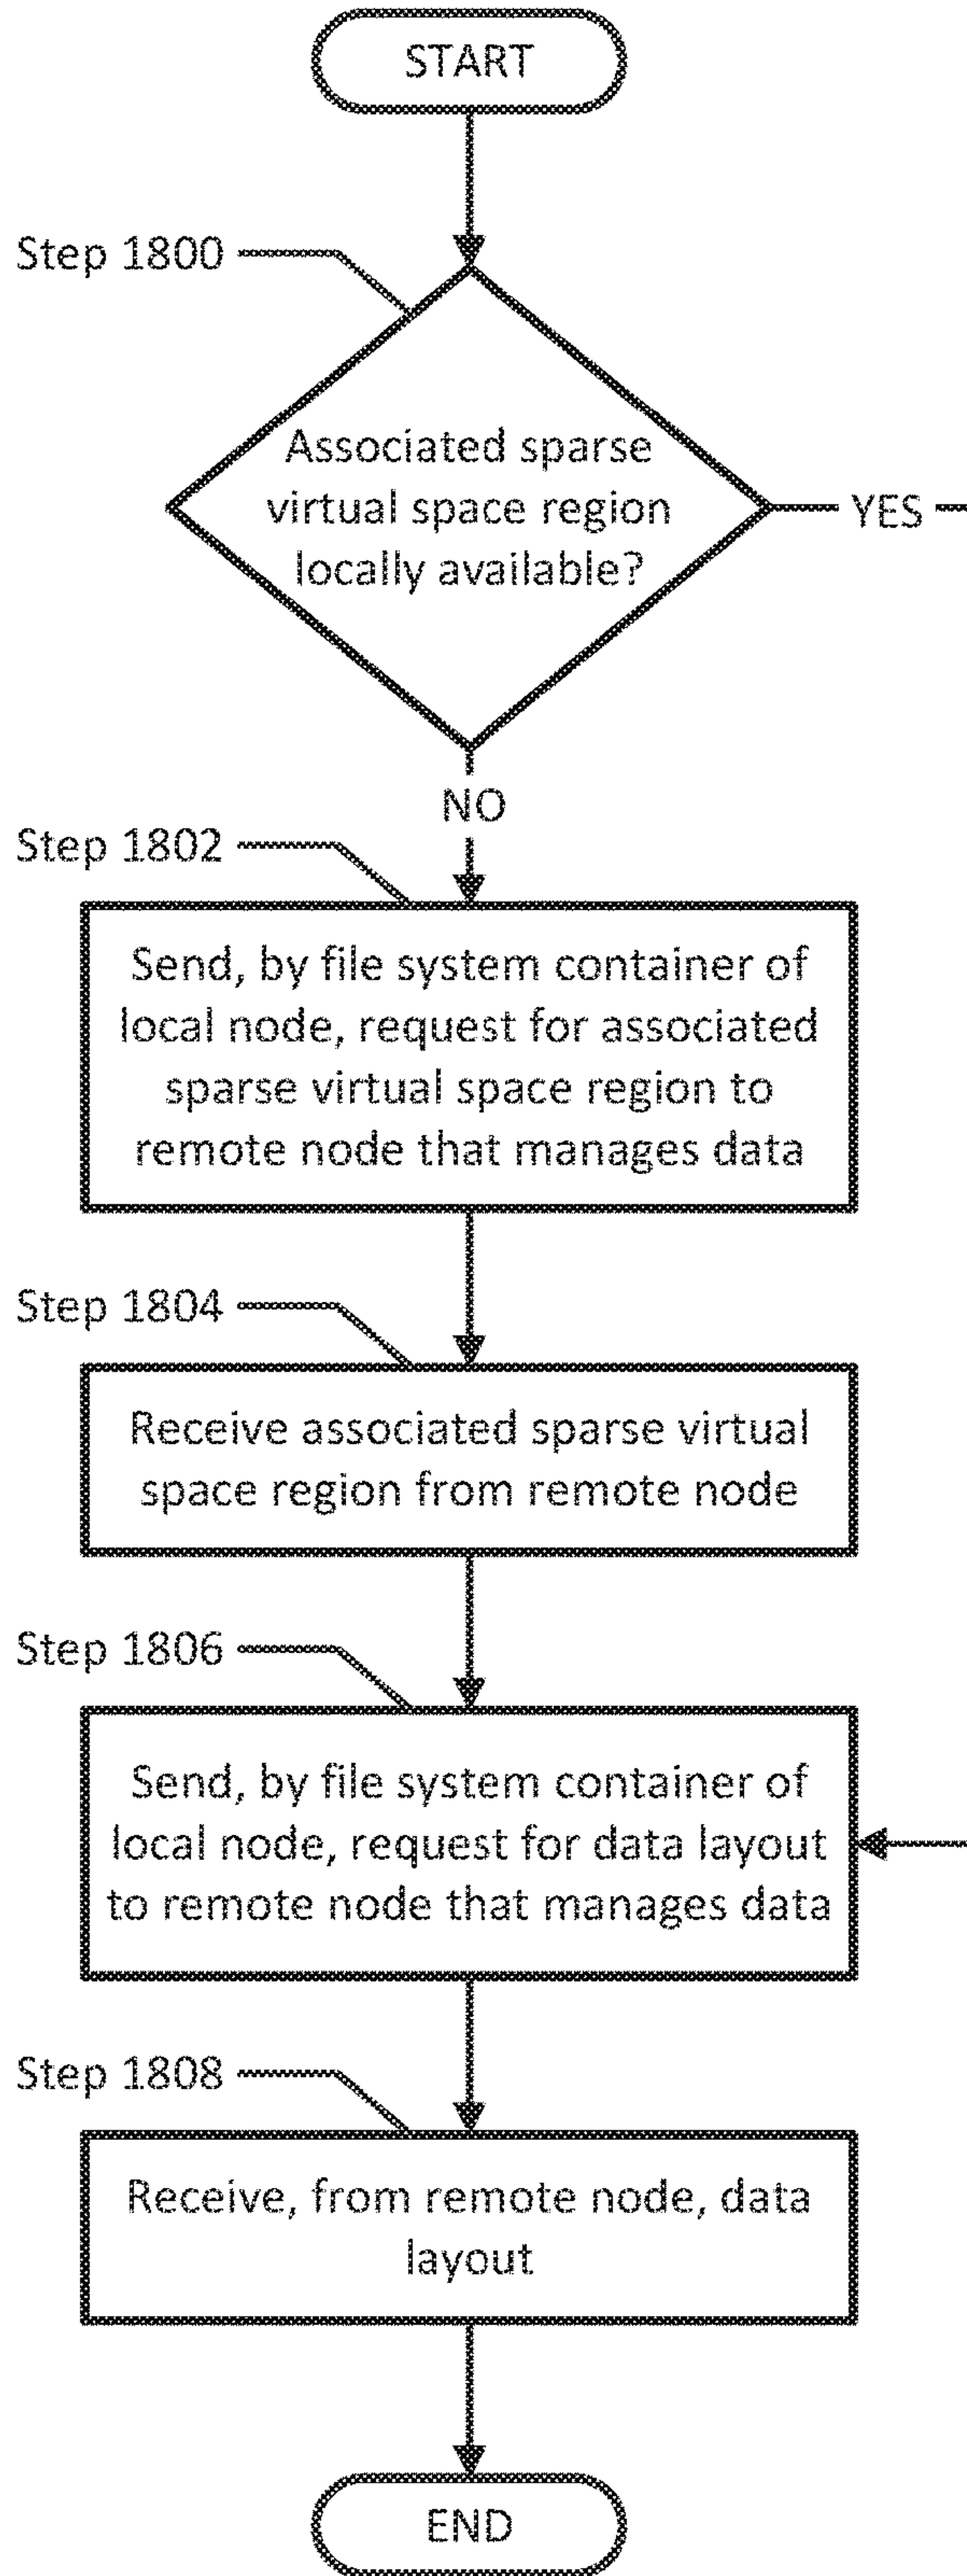 START
Step 1800
Associated sparse
virtual space region
locally available?
YES
NO
Step 1802
Send, by file system container of
local node, request for associated
sparse virtual space region to
remote node that manages data
Step 1804
Receive associated sparse virtual
space region from remote node
Step 1806
Send, by file system container of
local node, request for data layout
to remote node that manages data
Step 1808
Receive, from remote node, data
layout
END